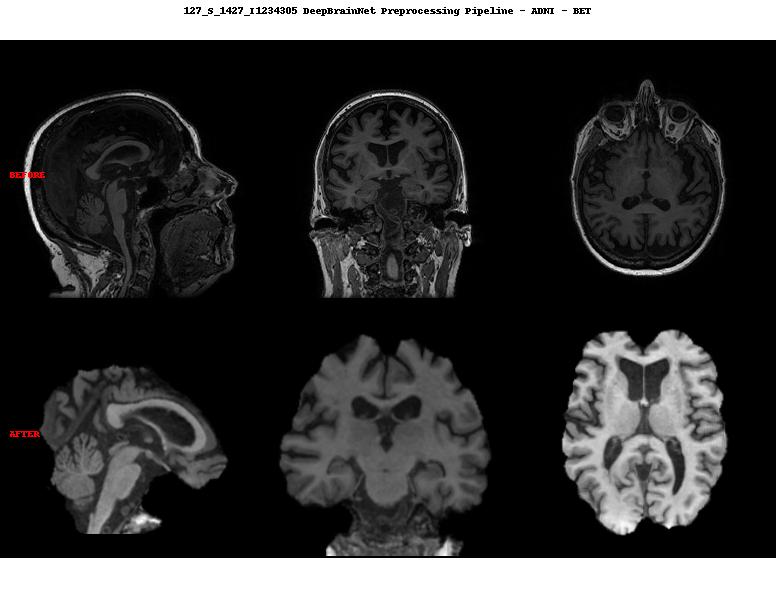 127_S_1427_I1234305 DeepBrainNet Preprocessing Pipeline - ADNI - BET
BEFORE
AFTER